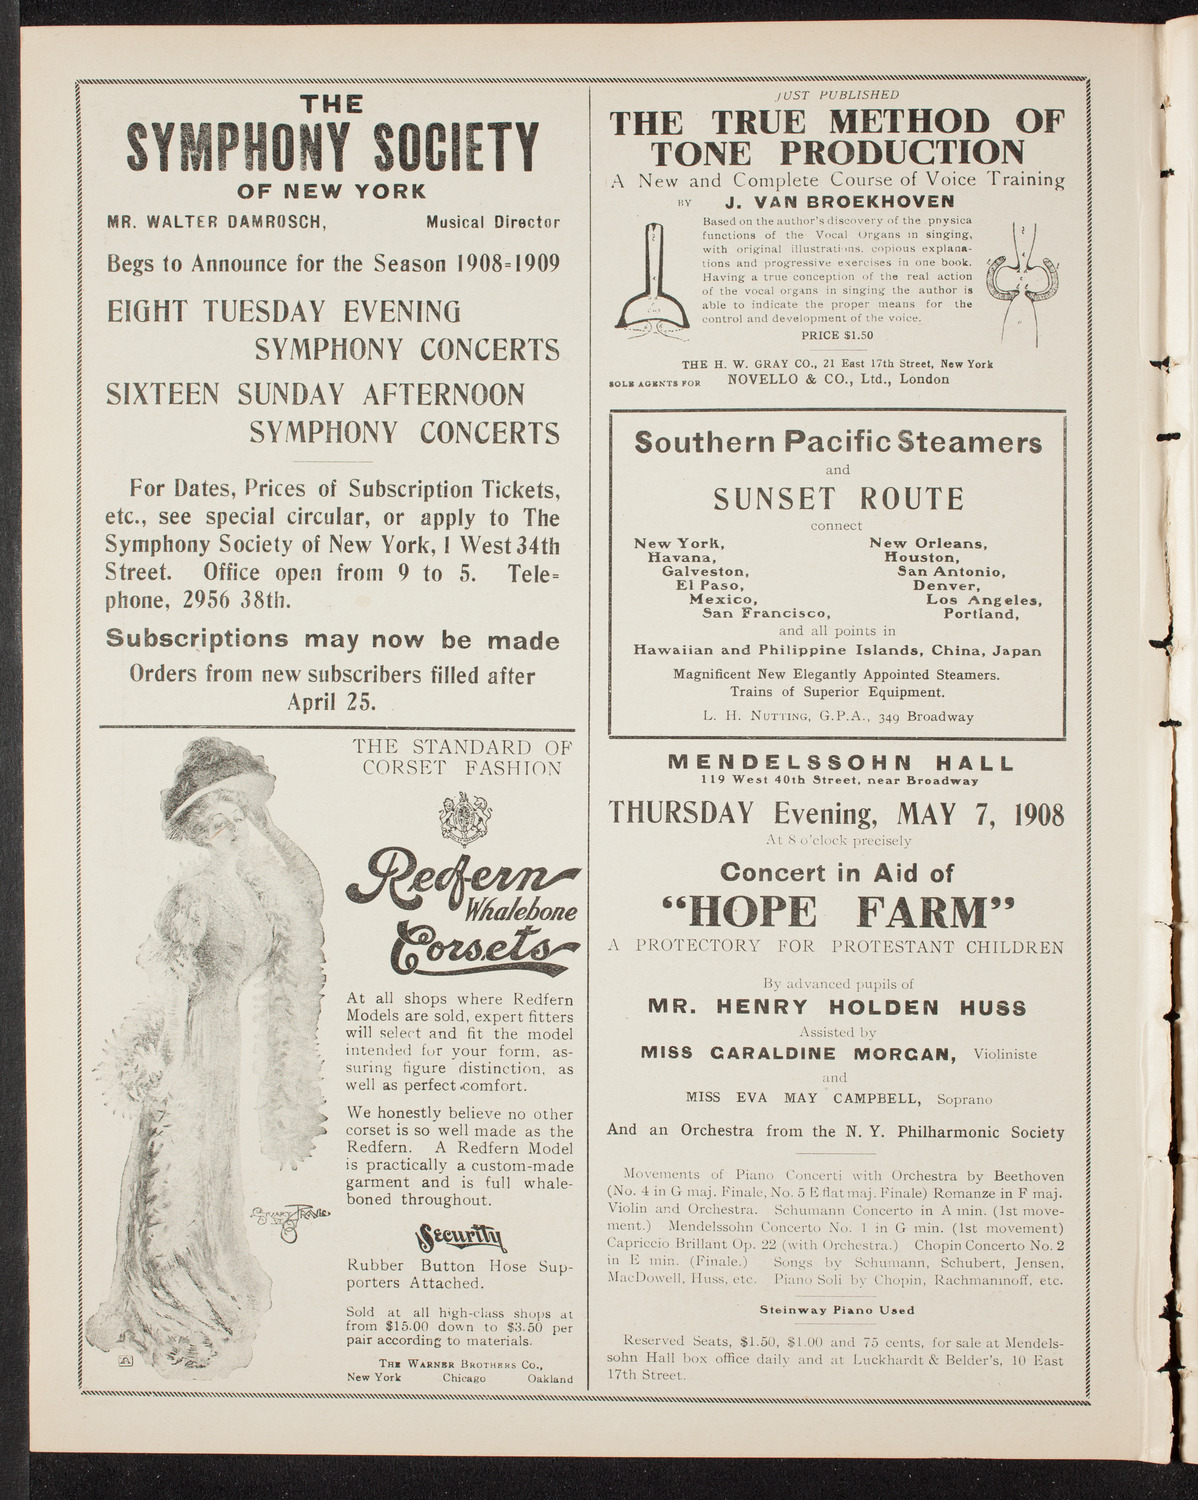 THE
SYMPHONY SOCIETY
OF NEW YORK
MR. WALTER DAMROSCH, Musical Director
Begs to Announce for the Season 1908=1909
EIGHT TUESDAY EVENING
SYMPHONY CONCERTS
SIXTEEN SUNDAY AFTERNOON
SYMPHONY CONCERTS
For Dates, Prices of Subscription Tickets,
etc., see special circular, or apply to The
Symphony Society of New York, 1 West 34th
Street. Office open from 9 to 5. Tele=
phone, 2956 38th.
Subscriptions may now be made
Orders from new subscribers filled after
April 25.
THE STANDARD OF
CORSET FASHION
Redfern
Whalebone
Corsets
At all shops where Redfern
Models are sold, expert fitters
will select and fit the model
intended for your form, as-
suring figure distinction, as
well as perfect comfort.
We honestly believe no other
corset is so well made as the
Redfern. A Redfern Model
is practically a custom-made
garment and is full whale-
boned throughout.
Security
Rubber Button Hose Sup-
porters Attached.
Sold at all high-class shops at
from $15.00 down to $3.50 per
pair according to materials.
THE WARNER BROTHERS CO.,
New York Chicago Oakland
JUST PUBLISHED
THE TRUE METHOD OF
TONE PRODUCTION
A New and Complete Course of Voice Training
BY J. VAN BROEKHOVEN
Based on the author's discovery of the physica
functions of the Vocal Organs in singing,
with original illustrations, copious explana-
tions and progressive exercises in one book.
Having a true conception of the real action
of the vocal organs in singing the author is
able to indicate the proper means for the
control and development of the voice.
PRICE $1.50
THE H. W. GRAY CO., 21 East 17th Street, New York
SOLE AGENTS FOR NOVELLO & CO., Ltd., London
Southern Pacific Steamers
and
SUNSET ROUTE
connect
New York, New Orleans,
Havana, Houston,
Galveston, San Antonio,
El Paso, Denver,
Mexico, Los Angeles,
San Francisco, Portland,
and all points in
Hawaiian and Philippine Islands, China, Japan
Magnificent New Elegantly Appointed Steamers.
Trains of Superior Equipment.
L. H. NUTTING, G.P.A., 349 Broadway
MENDELSSOHN HALL
119 West 40th Street, near Broadway
THURSDAY Evening, MAY 7, 1908
At 8 o'clock precisely
Concert in Aid of
"HOPE FARM"
A PROTECTORY FOR PROTESTANT CHILDREN
By advanced pupils of
MR. HENRY HOLDEN HUSS
Assisted by
MISS GARALDINE MORGAN, Violiniste
and
MISS EVA MAY CAMPBELL, Soprano
And an Orchestra from the N. Y. Philharmonic Society
Movements of Piano Concerti with Orchestra by Beethoven
(No. 4 in G maj. Finale, No. 5 E flat maj. Finale) Romanze in F maj.
Violin and Orchestra. Schumann Concerto in A min. (1st move-
ment.) Mendelssohn Concerto No. 1 in G min. (1st movement)
Capriccio Brillant Op. 22 (with Orchestra.) Chopin Concerto No. 2
in E min. (Finale.) Songs by Schumann, Schubert, Jensen,
MacDowell, Huss, etc. Piano Soli by Chopin, Rachmaninoff, etc.
Steinway Piano Used
Reserved Seats, $1.50, $1.00 and 75 cents, for sale at Mendels-
sohn Hall box office daily and at Luckhardt & Belder's, 10 East
17th Street.